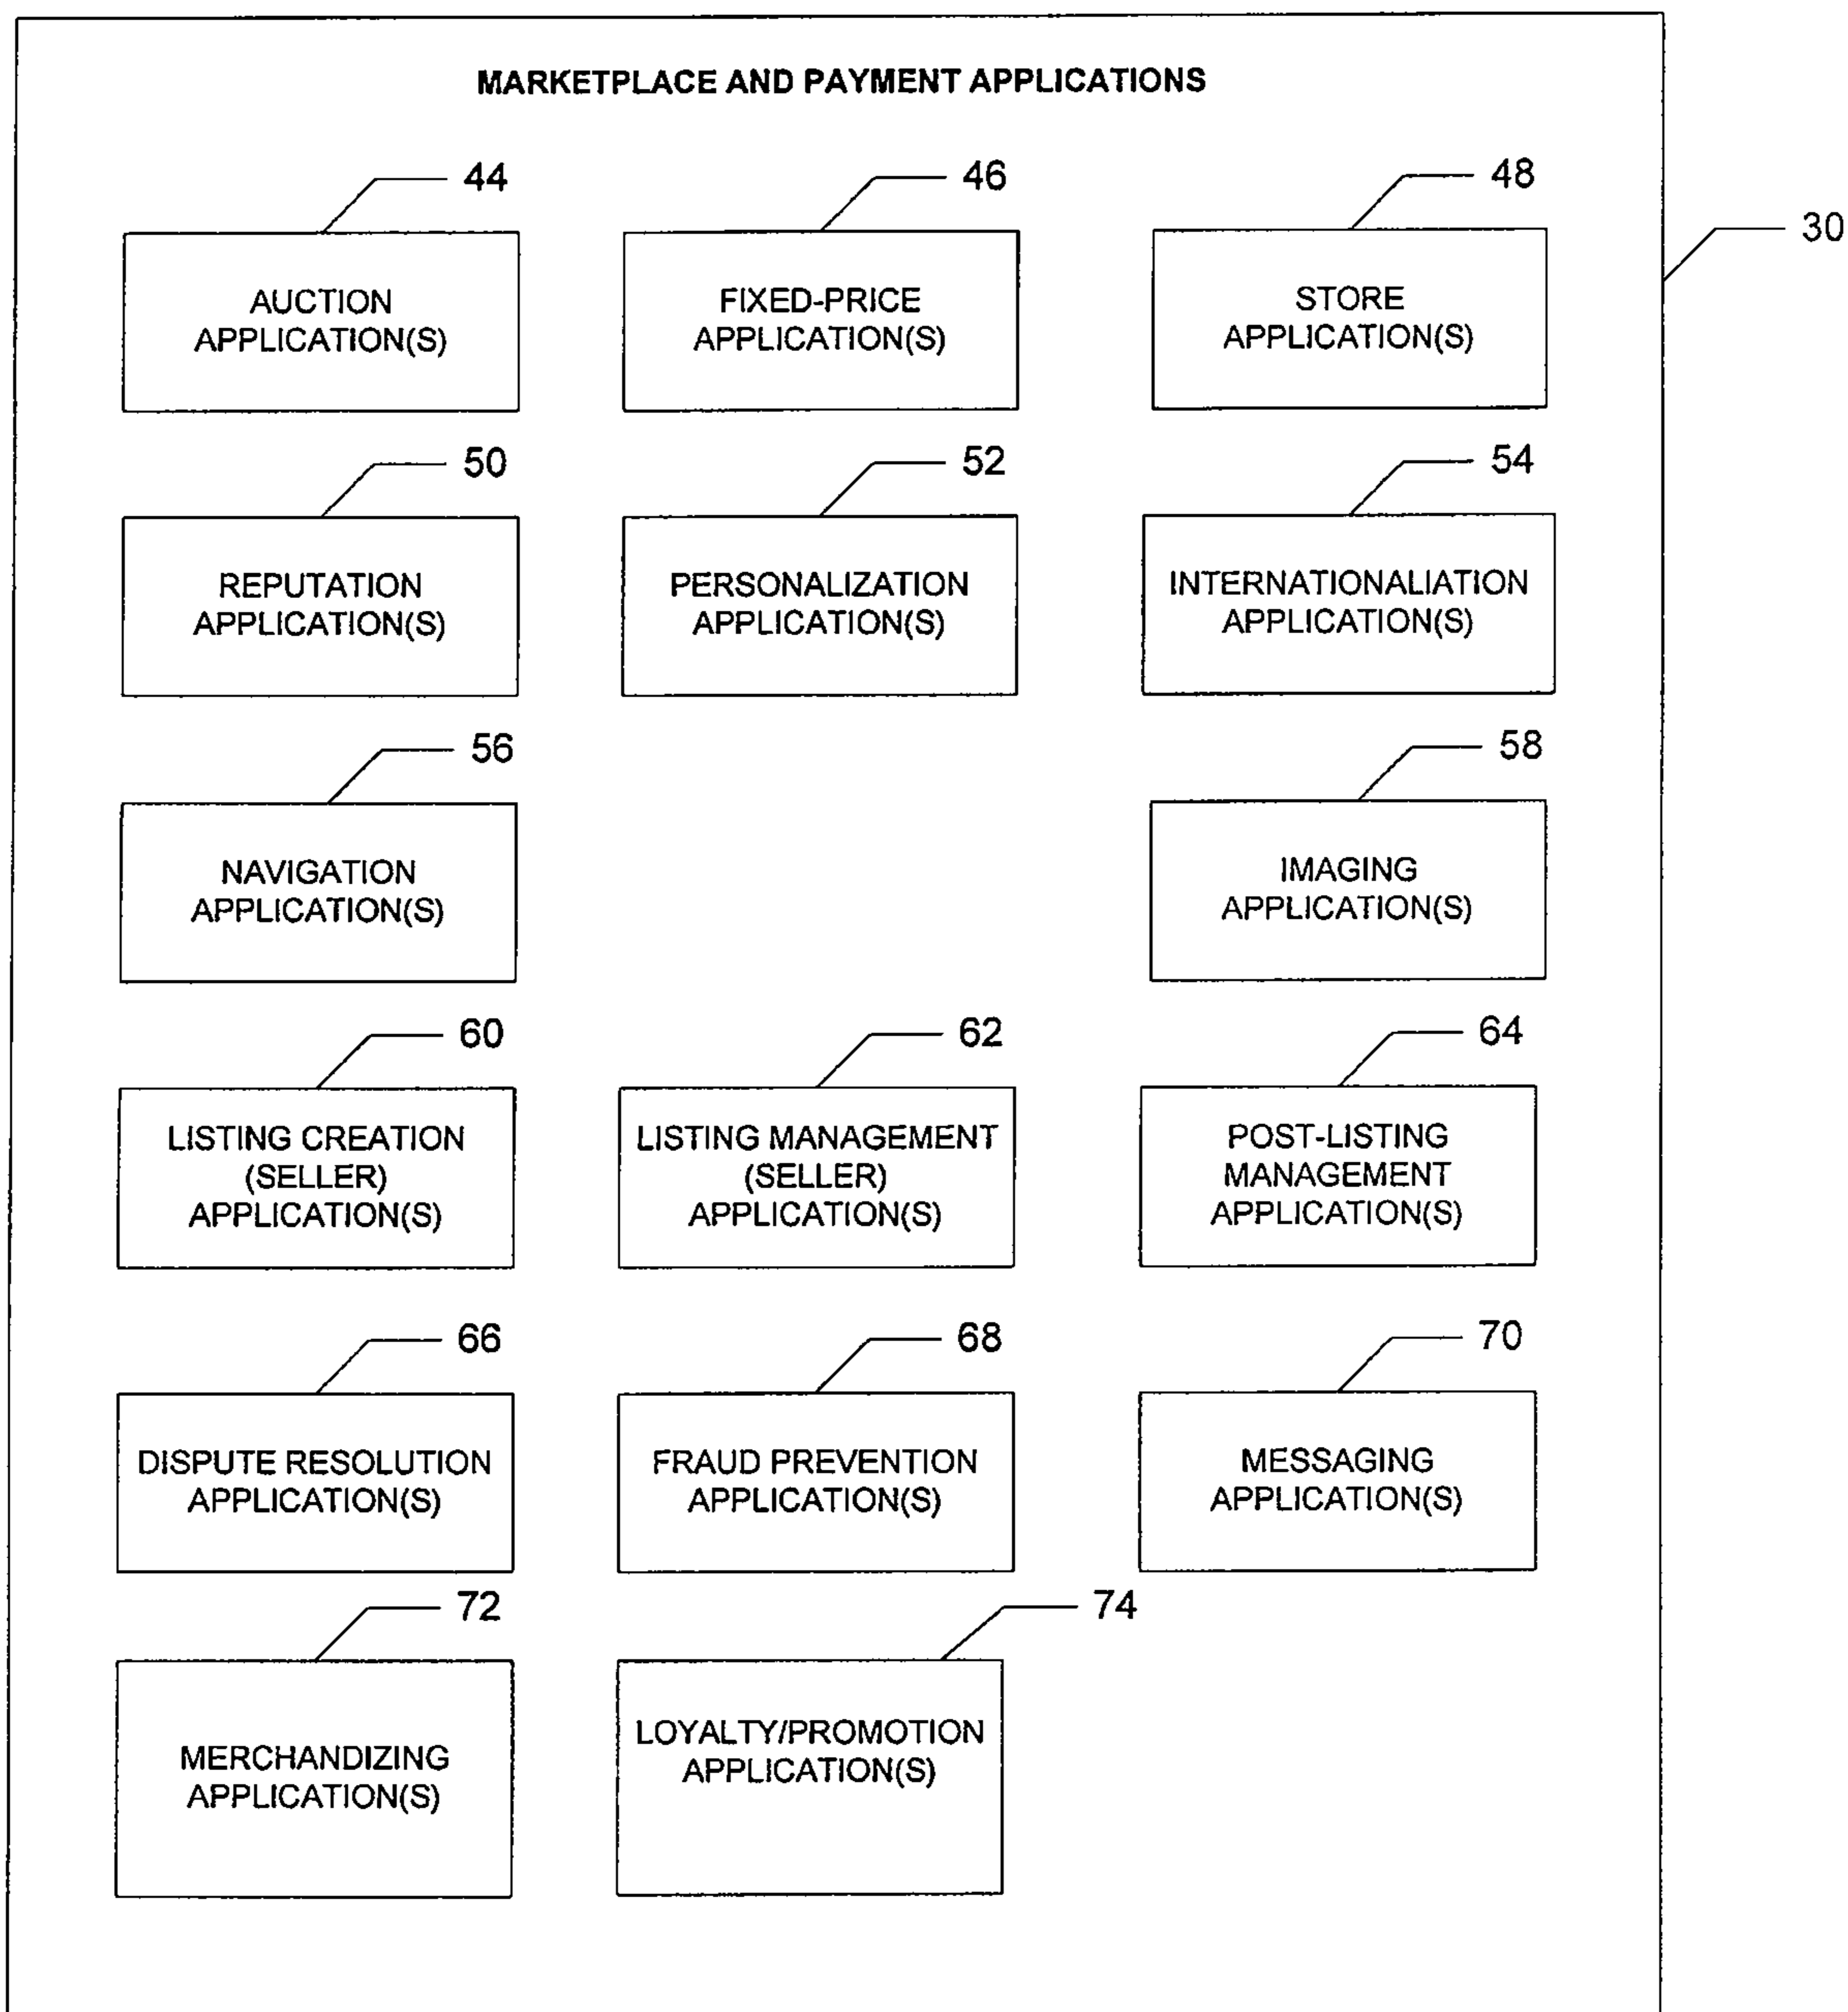 MARKETPLACE AND PAYMENT APPLICATIONS
30
44
AUCTION
APPLICATION(S)
46
FIXED-PRICE
APPLICATION(S)
48
STORE
APPLICATION(S)
50
REPUTATION
APPLICATION(S)
52
PERSONALIZATION
APPLICATION(S)
54
INTERNATIONALIATION
APPLICATION(S)
56
NAVIGATION
APPLICATION(S)
58
IMAGING
APPLICATION(S)
60
LISTING CREATION
(SELLER)
APPLICATION(S)
62
LISTING MANAGEMENT
(SELLER)
APPLICATION(S)
64
POST-LISTING
MANAGEMENT
APPLICATION(S)
66
DISPUTE RESOLUTION
APPLICATION(S)
68
FRAUD PREVENTION
APPLICATION(S)
70
MESSAGING
APPLICATION(S)
72
MERCHANDIZING
APPLICATION(S)
74
LOYALTY/PROMOTION
APPLICATION(S)